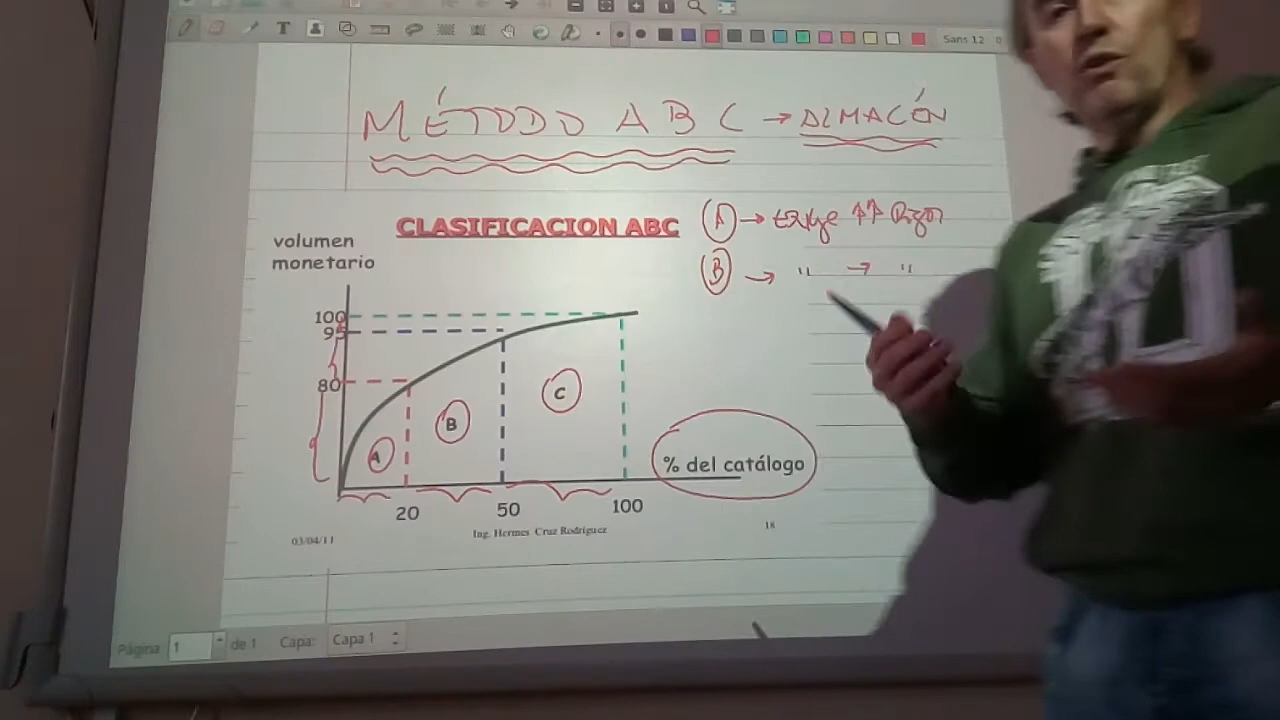 Sans 12
MÉTODO ABC → ALMACÉN
CLASIFICACION ABC
A → exige ↑↑ Rigor
volumen
monetario
B → " → "
100
95
80
C
B
A
% del catálogo
20
50
100
18
03/04/11
Ing. Hermes Cruz Rodríguez
Página 1 de 1 Capa: Capa 1